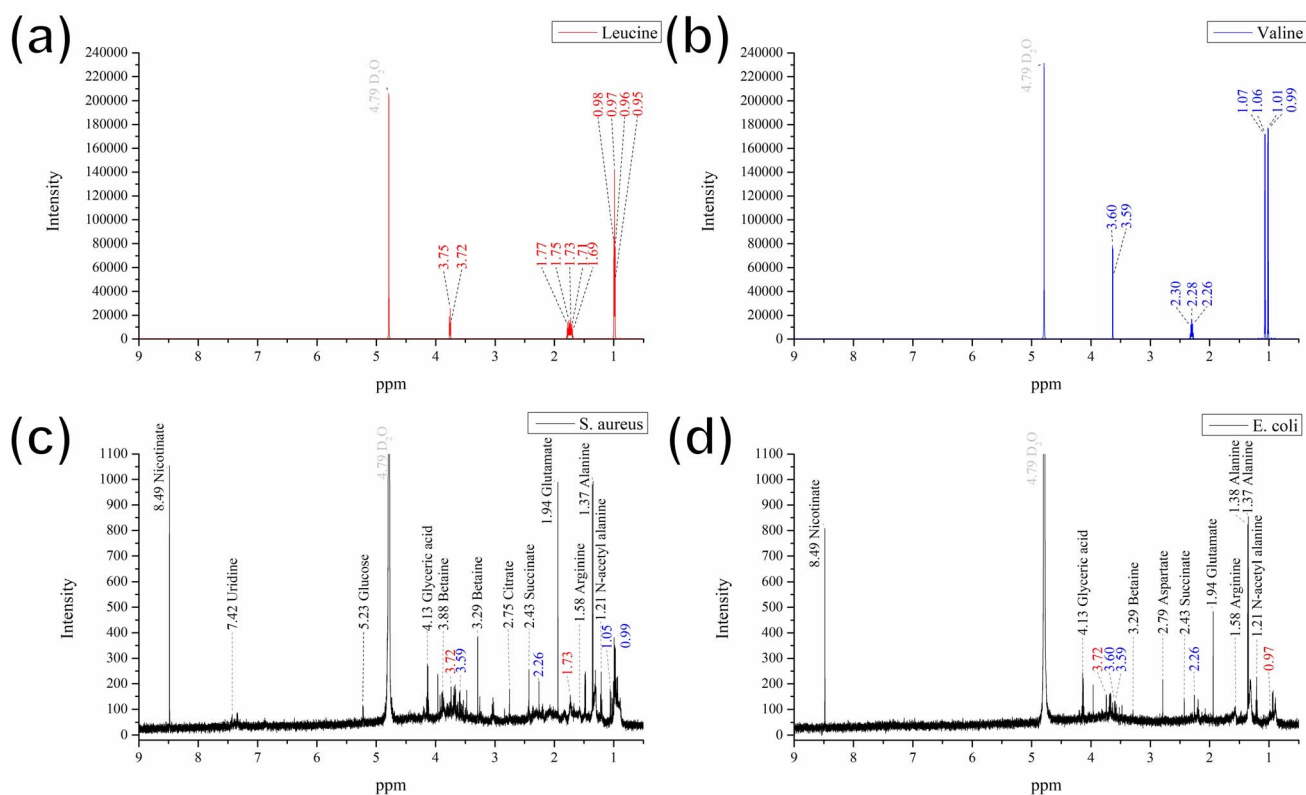 (a)
Leucine
240000
220000
200000
180000
160000
140000
120000
100000
80000
60000
40000
20000
0
Intensity
4.79 D2O
3.75
3.72
1.77
1.75
1.73
1.71
1.69
0.98
0.97
0.96
0.95
9 8 7 6 5 4 3 2 1
ppm
(b)
Valine
240000
220000
200000
180000
160000
140000
120000
100000
80000
60000
40000
20000
0
Intensity
4.79 D2O
3.60
3.59
2.30
2.28
2.26
1.07
1.06
1.01
0.99
9 8 7 6 5 4 3 2 1
ppm
(c)
S. aureus
1100
1000
900
800
700
600
500
400
300
200
100
0
Intensity
8.49 Nicotinate
7.42 Uridine
5.23 Glucose
4.79 D2O
4.13 Glyceric acid
3.88 Betaine
3.72
3.59
3.29 Betaine
2.75 Citrate
2.43 Succinate
2.26
1.94 Glutamate
1.73
1.58 Arginine
1.37 Alanine
1.21 N-acetyl alanine
1.05
0.99
9 8 7 6 5 4 3 2 1
ppm
(d)
E. coli
1100
1000
900
800
700
600
500
400
300
200
100
0
Intensity
8.49 Nicotinate
4.79 D2O
4.13 Glyceric acid
3.72
3.60
3.59
3.29 Betaine
2.79 Aspartate
2.43 Succinate
2.26
1.94 Glutamate
1.58 Arginine
1.38 Alanine
1.37 Alanine
1.21 N-acetyl alanine
0.97
9 8 7 6 5 4 3 2 1
ppm